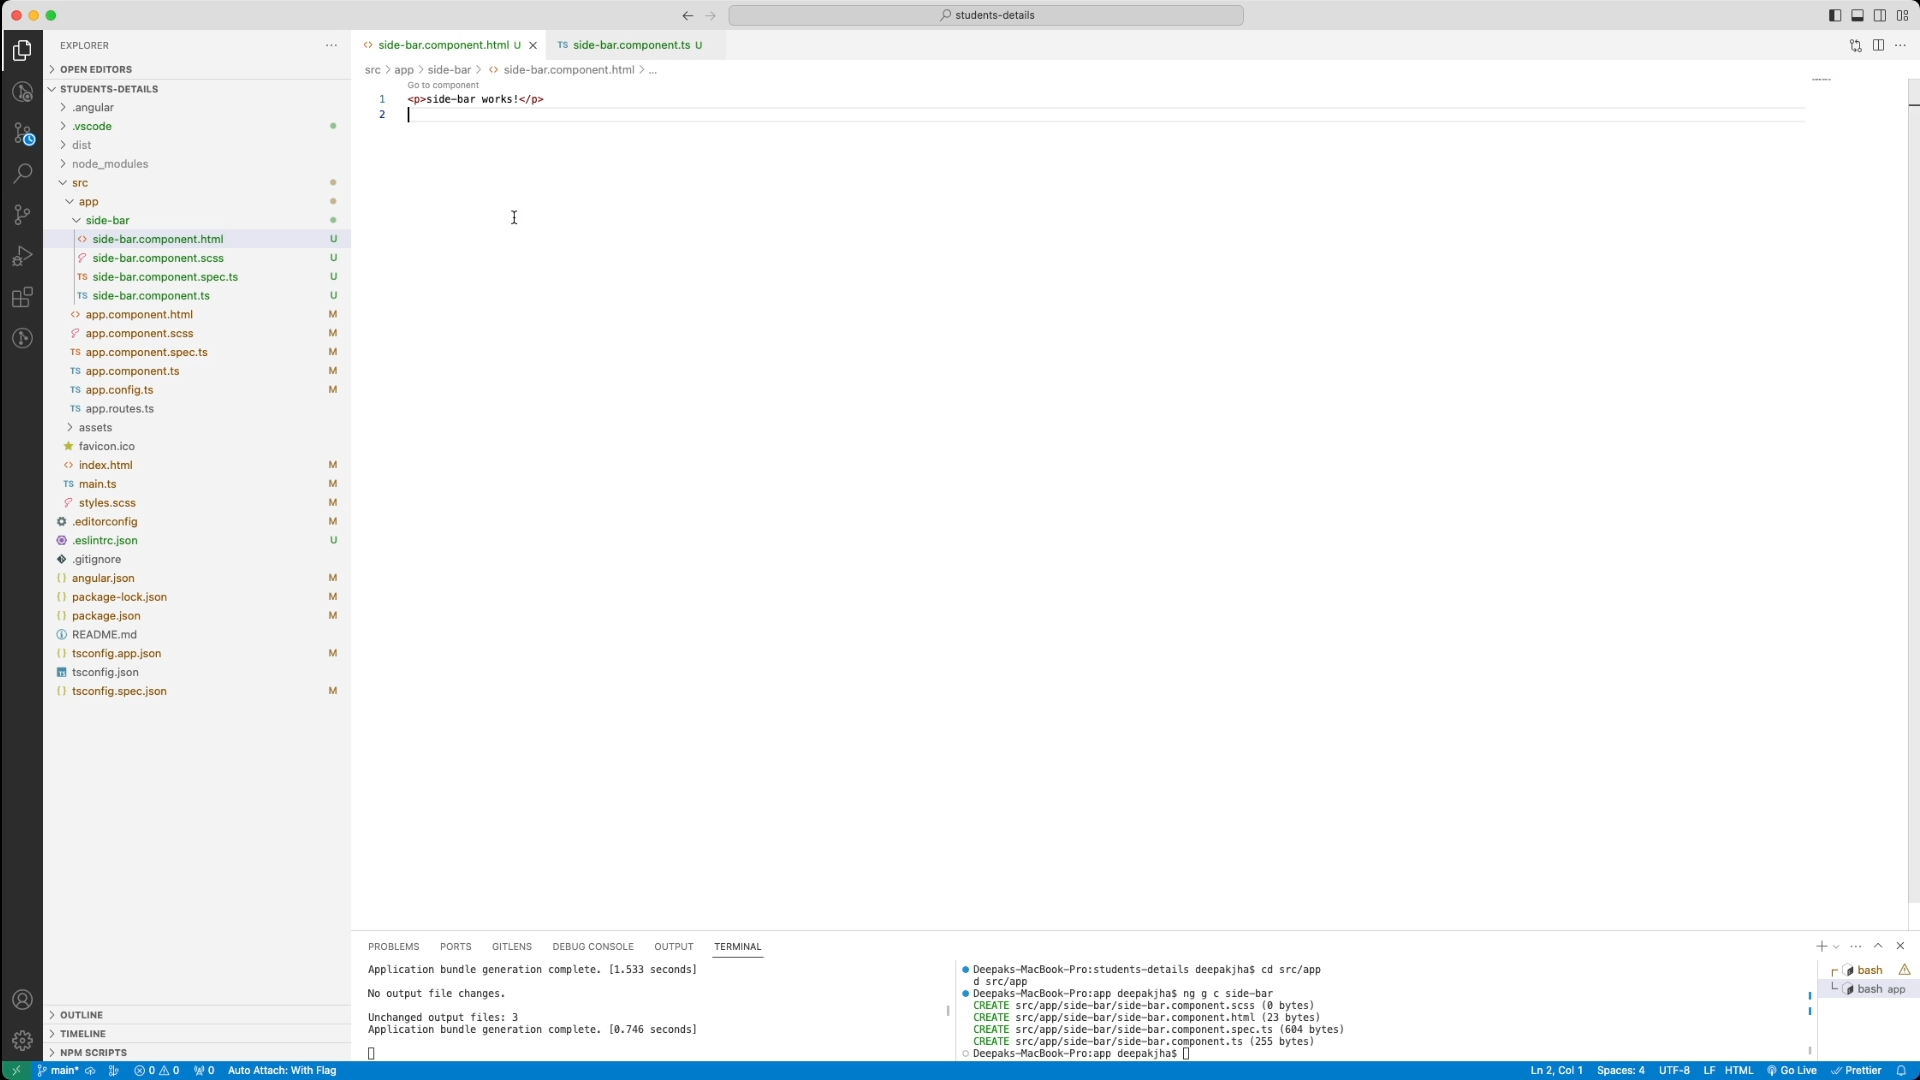 students-details
EXPLORER
OPEN EDITORS
STUDENTS-DETAILS
.angular
.vscode
dist
node_modules
src
app
side-bar
side-bar.component.html U
side-bar.component.scss U
side-bar.component.spec.ts U
TS side-bar.component.ts U
app.component.html M
app.component.scss M
TS app.component.spec.ts M
TS app.component.ts M
TS app.config.ts M
TS app.routes.ts
assets
favicon.ico
index.html M
TS main.ts M
styles.scss M
.editorconfig M
.eslintrc.json U
.gitignore
angular.json M
package-lock.json M
package.json M
README.md
tsconfig.app.json M
tsconfig.json
tsconfig.spec.json M
OUTLINE
TIMELINE
NPM SCRIPTS
side-bar.component.html U
TS side-bar.component.ts U
src > app > side-bar > side-bar.component.html > ...
Go to component
1 <p>side-bar works!</p>
2
PROBLEMS PORTS GITLENS DEBUG CONSOLE OUTPUT TERMINAL
Application bundle generation complete. [1.533 seconds]
No output file changes.
Unchanged output files: 3
Application bundle generation complete. [0.746 seconds]
Deepaks-MacBook-Pro:students-details deepakjha$ cd src/app
d src/app
Deepaks-MacBook-Pro:app deepakjha$ ng g c side-bar
CREATE src/app/side-bar/side-bar.component.scss (0 bytes)
CREATE src/app/side-bar/side-bar.component.html (23 bytes)
CREATE src/app/side-bar/side-bar.component.spec.ts (604 bytes)
CREATE src/app/side-bar/side-bar.component.ts (255 bytes)
Deepaks-MacBook-Pro:app deepakjha$
bash
bash app
main* 0 0 0 Auto Attach: With Flag
Ln 2, Col 1 Spaces: 4 UTF-8 LF HTML Go Live Prettier